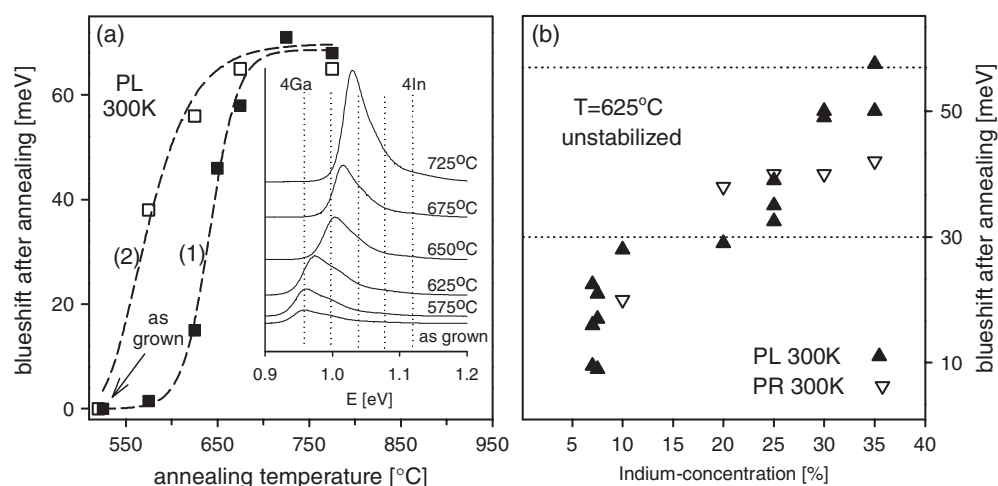 (a)
PL
300K
blueshift after annealing [meV]
60
40
20
0
(2)
(1)
as
grown
550
650
750
850
950
annealing temperature [°C]
4Ga
4In
725°C
675°C
650°C
625°C
575°C
as grown
0.9
1.0
1.1
1.2
E [eV]
(b)
T=625°C
unstabilized
PL 300K
PR 300K
50
30
10
blueshift after annealing [meV]
5
10
15
20
25
30
35
40
Indium-concentration [%]